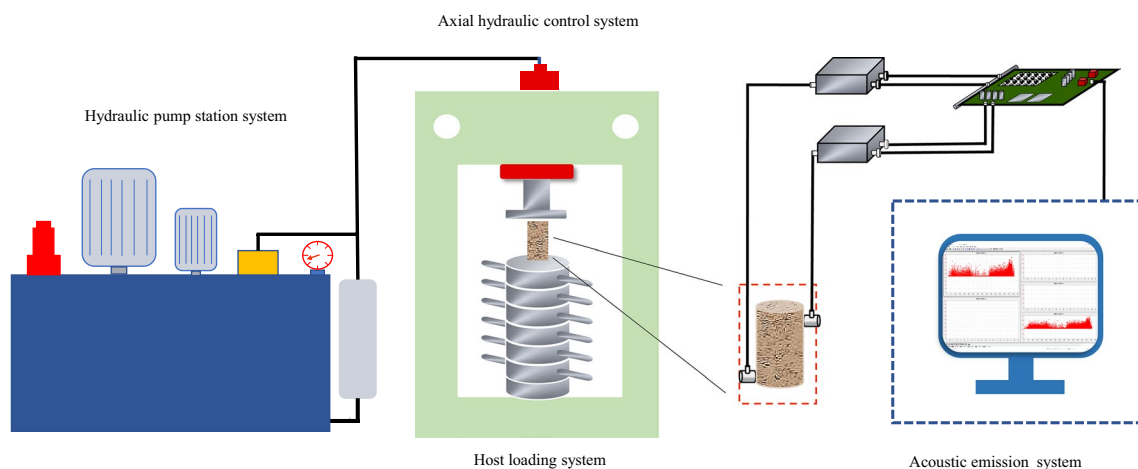 Axial hydraulic control system
Hydraulic pump station system
Host loading system
Acoustic emission system